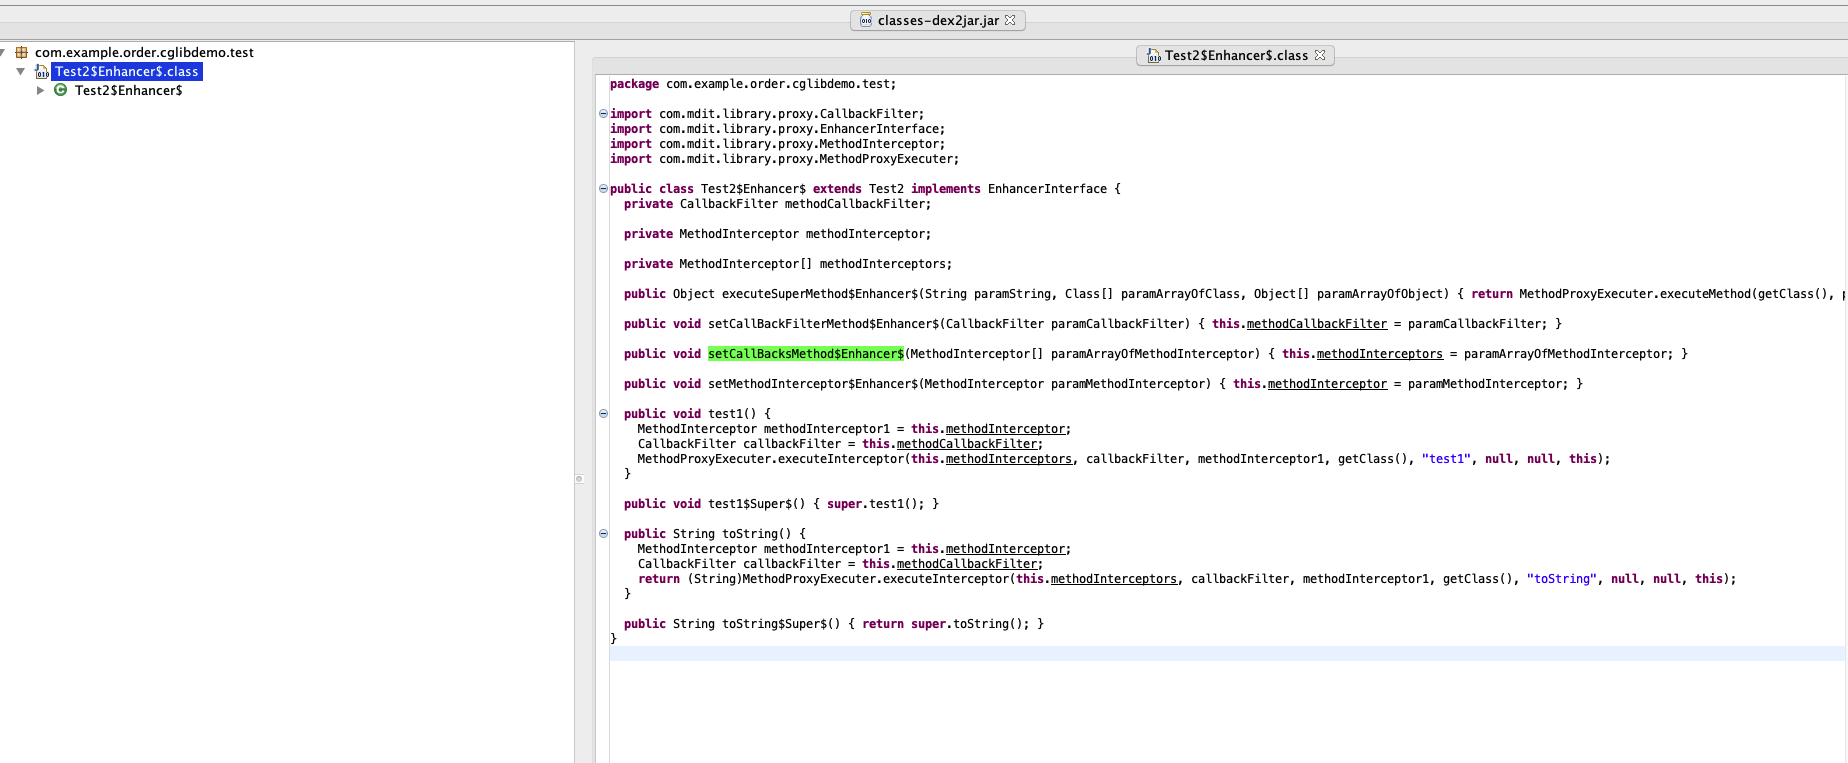 classes-dex2jar.jar
com.example.order.cglibdemo.test
Test2$Enhancer$.class
Test2$Enhancer$
Test2$Enhancer$.class
package com.example.order.cglibdemo.test;
import com.mdit.library.proxy.CallbackFilter;
import com.mdit.library.proxy.EnhancerInterface;
import com.mdit.library.proxy.MethodInterceptor;
import com.mdit.library.proxy.MethodProxyExecuter;
public class Test2$Enhancer$ extends Test2 implements EnhancerInterface {
private CallbackFilter methodCallbackFilter;
private MethodInterceptor methodInterceptor;
private MethodInterceptor[] methodInterceptors;
public Object executeSuperMethod$Enhancer$(String paramString, Class[] paramArrayOfClass, Object[] paramArrayOfObject) { return MethodProxyExecuter.executeMethod(getClass(),
public void setCallBackFilterMethod$Enhancer$(CallbackFilter paramCallbackFilter) { this.methodCallbackFilter = paramCallbackFilter; }
public void setCallBacksMethod$Enhancer$(MethodInterceptor[] paramArrayOfMethodInterceptor) { this.methodInterceptors = paramArrayOfMethodInterceptor; }
public void setMethodInterceptor$Enhancer$(MethodInterceptor paramMethodInterceptor) { this.methodInterceptor = paramMethodInterceptor; }
public void test1() {
MethodInterceptor methodInterceptor1 = this.methodInterceptor;
CallbackFilter callbackFilter = this.methodCallbackFilter;
MethodProxyExecuter.executeInterceptor(this.methodInterceptors, callbackFilter, methodInterceptor1, getClass(), "test1", null, null, this);
}
public void test1$Super$() { super.test1(); }
public String toString() {
MethodInterceptor methodInterceptor1 = this.methodInterceptor;
CallbackFilter callbackFilter = this.methodCallbackFilter;
return (String)MethodProxyExecuter.executeInterceptor(this.methodInterceptors, callbackFilter, methodInterceptor1, getClass(), "toString", null, null, this);
}
public String toString$Super$() { return super.toString(); }
}